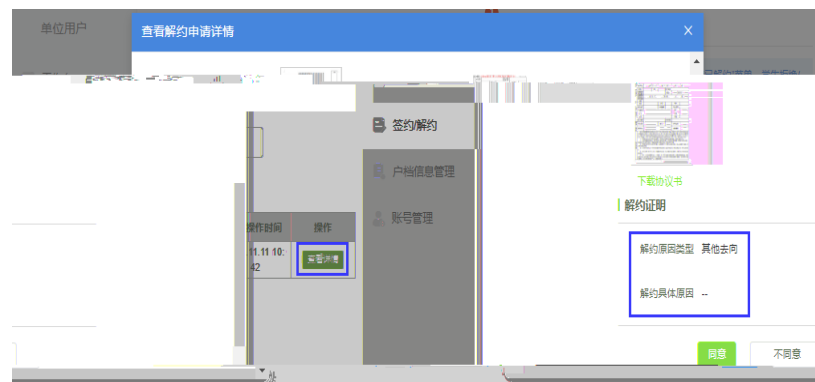 单位用户
查看解约申请详情 X
签约/解约
户档信息管理
账号管理
操作时间 操作
11.11 10:
42
查看详情
下载协议书
解约证明
解约原因类型 其他去向
解约具体原因 --
同意 不同意